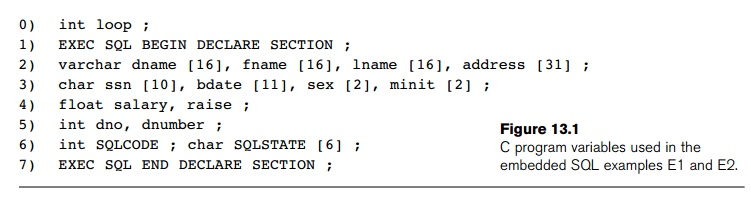 0) int loop ;
1) EXEC SQL BEGIN DECLARE SECTION ;
2) varchar dname [16], fname [16], lname [16], address [31] ;
3) char ssn [10], bdate [11], sex [2], minit [2] ;
4) float salary, raise ;
5) int dno, dnumber ;
6) int SQLCODE ; char SQLSTATE [6] ;
7) EXEC SQL END DECLARE SECTION ;
Figure 13.1
C program variables used in the
embedded SQL examples E1 and E2.